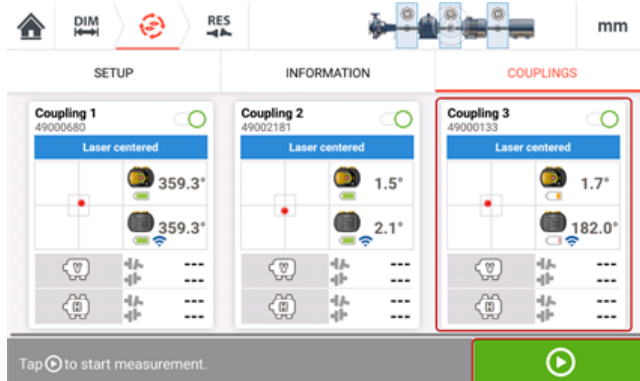 DIM
RES
mm
SETUP
INFORMATION
COUPLINGS
Coupling 1
49000680
Laser centered
359.3°
359.3°
V
---
---
H
---
---
Coupling 2
49002181
Laser centered
1.5°
2.1°
V
---
---
H
---
---
Coupling 3
49000133
Laser centered
1.7°
182.0°
V
---
---
H
---
---
Tap to start measurement.